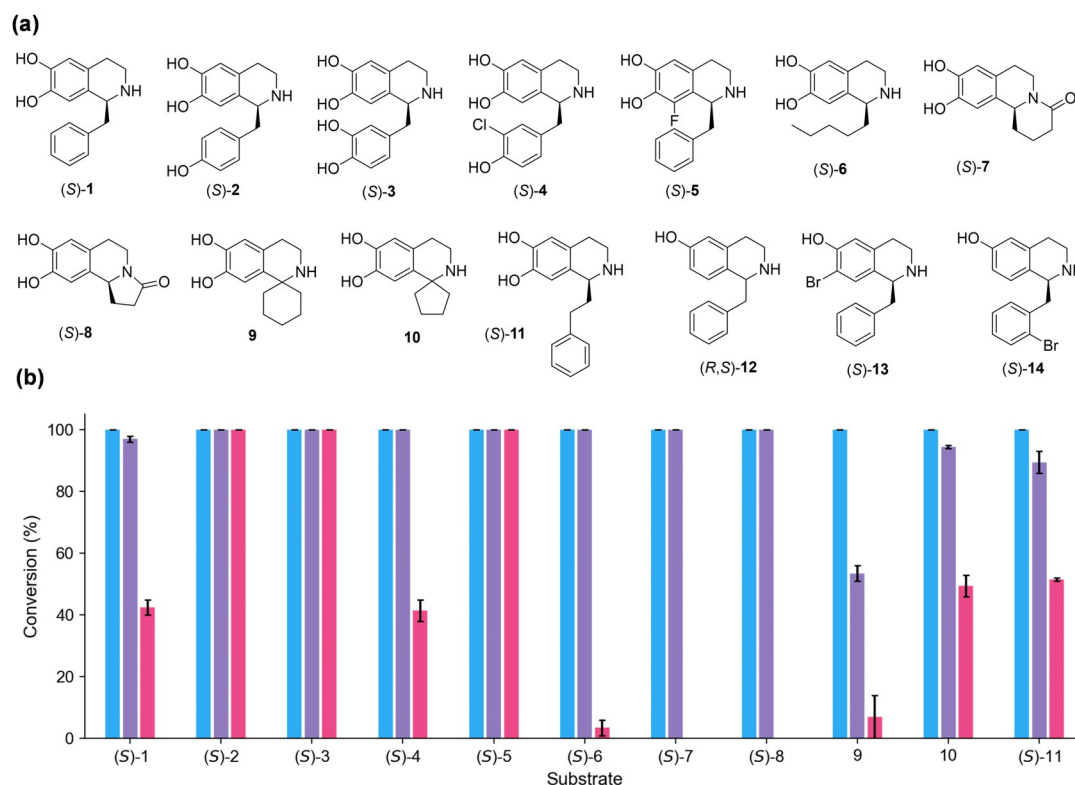 (a)
HO HO NH (S)-1
HO HO NH HO (S)-2
HO HO NH HO HO (S)-3
HO HO NH Cl HO (S)-4
HO HO F NH (S)-5
HO HO NH (S)-6
HO HO N O (S)-7
HO HO N O (S)-8
HO HO NH 9
HO HO NH 10
HO HO NH (S)-11
HO NH (R,S)-12
HO Br NH (S)-13
HO NH Br (S)-14
(b)
Conversion (%)
100
80
60
40
20
0
(S)-1 (S)-2 (S)-3 (S)-4 (S)-5 (S)-6 (S)-7 (S)-8 9 10 (S)-11
Substrate